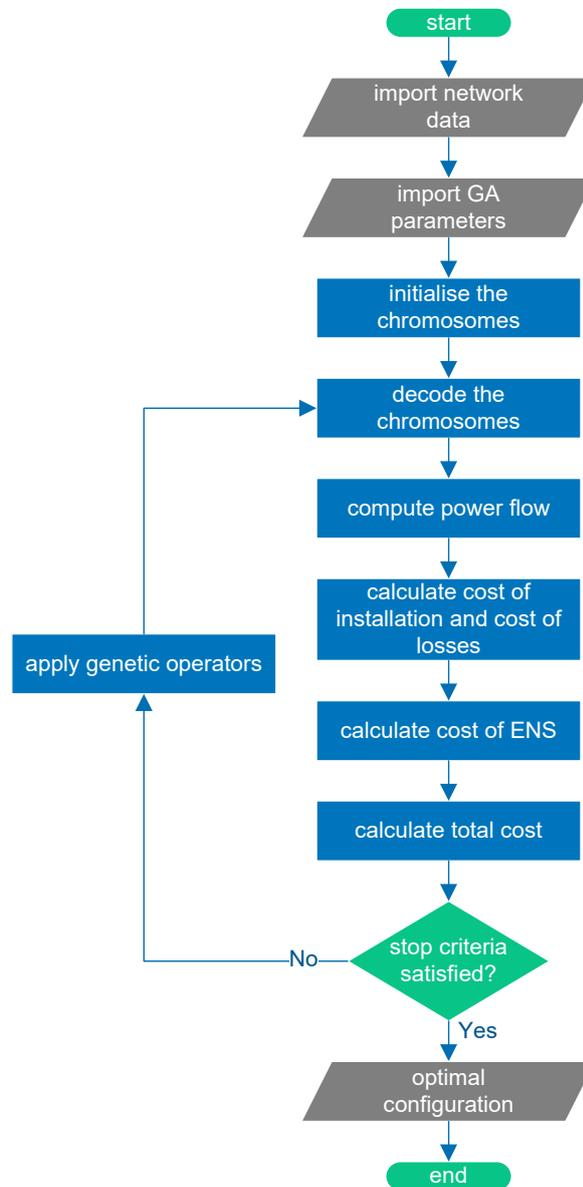 start
import network
data
import GA
parameters
initialise the
chromosomes
decode the
chromosomes
compute power flow
calculate cost of
installation and cost of
losses
apply genetic operators
calculate cost of ENS
calculate total cost
stop criteria
satisfied?
No
Yes
optimal
configuration
end